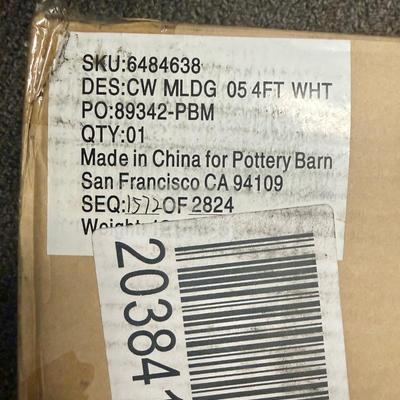 SKU:6484638
DES:CW MLDG 05 4FT WHT
PO:89342-PBM
QTY:01
Made in China for Pottery Barn
San Francisco CA 94109
SEQ:1572OF 2824
20384